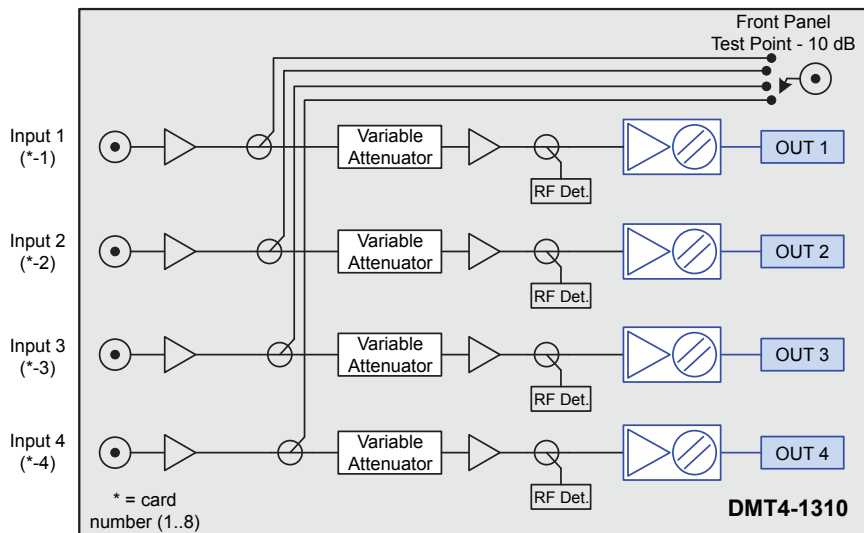 Front Panel
Test Point - 10 dB
Input 1
(*-1)
Variable
Attenuator
RF Det.
OUT 1
Input 2
(*-2)
Variable
Attenuator
RF Det.
OUT 2
Input 3
(*-3)
Variable
Attenuator
RF Det.
OUT 3
Input 4
(*-4)
Variable
Attenuator
RF Det.
OUT 4
* = card
number (1..8)
DMT4-1310